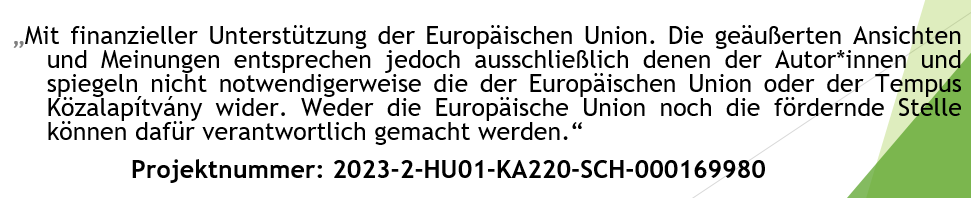 „Mit finanzieller Unterstützung der Europäischen Union. Die geäußerten Ansichten
und Meinungen entsprechen jedoch ausschließlich denen der Autor*innen und
spiegeln nicht notwendigerweise die der Europäischen Union oder der Tempus
Közalapítvány wider. Weder die Europäische Union noch die fördernde Stelle
können dafür verantwortlich gemacht werden.“
Projektnummer: 2023-2-HU01-KA220-SCH-000169980